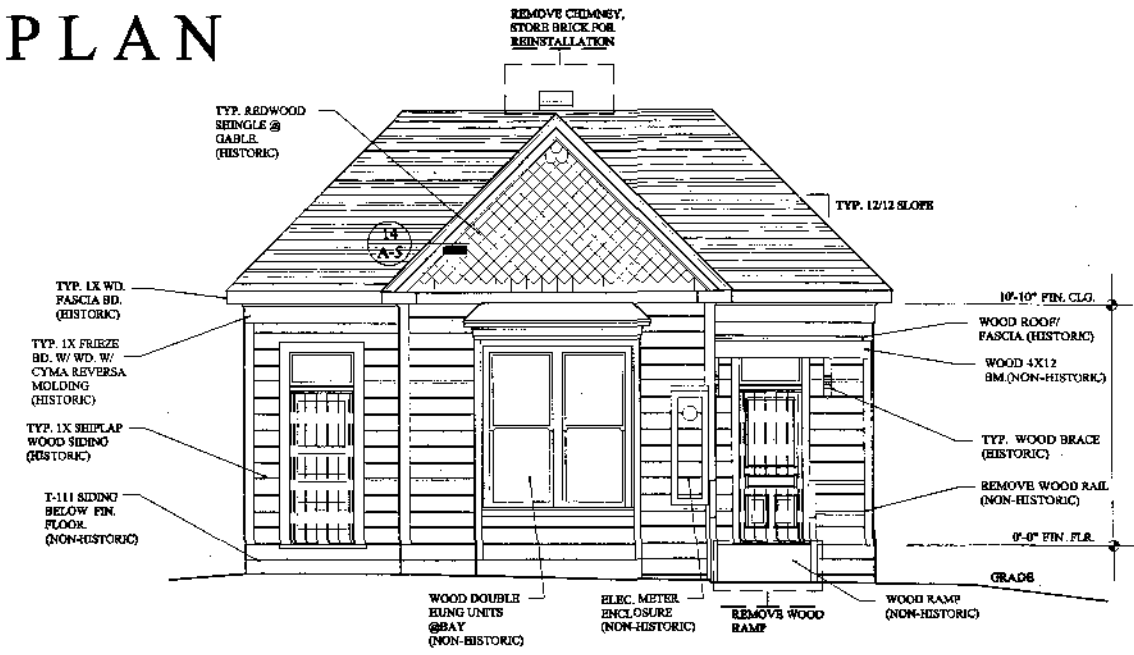 PLAN
REMOVE CHIMNEY,
STORE BRICK FOR
REINSTALLATION
TYP. REDWOOD
SHINGLE @
GABLE
(HISTORIC)
TYP. 12/12 SLOPE
14
A-5
TYP. 1X WD.
FASCIA BD.
(HISTORIC)
10'-10" FIN. CLG.
WOOD ROOF/
FASCIA (HISTORIC)
TYP. 1X FRIEZE
BD. W/ WD. W/
CYMA REVERSA
MOLDING
(HISTORIC)
WOOD 4X12
BM.(NON-HISTORIC)
TYP. 1X SHIPLAP
WOOD SIDING
(HISTORIC)
TYP. WOOD BRACE
(HISTORIC)
T-111 SIDING
BELOW FIN.
FLOOR
(NON-HISTORIC)
REMOVE WOOD RAIL
(NON-HISTORIC)
0'-0" FIN. FLR.
GRADE
WOOD DOUBLE
HUNG UNITS
@BAY
(NON-HISTORIC)
ELEC. METER
ENCLOSURE
(NON-HISTORIC)
REMOVE WOOD
RAMP
WOOD RAMP
(NON-HISTORIC)